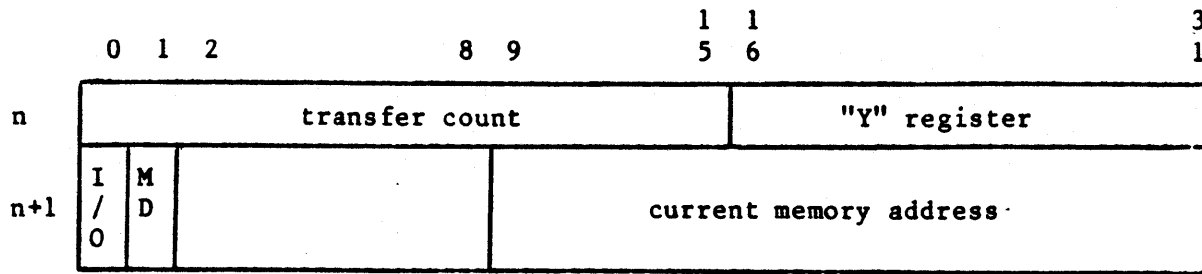 1 1 3
0 1 2 8 9 5 6 1
n transfer count "Y" register
I M
n+1 / D current memory address
O